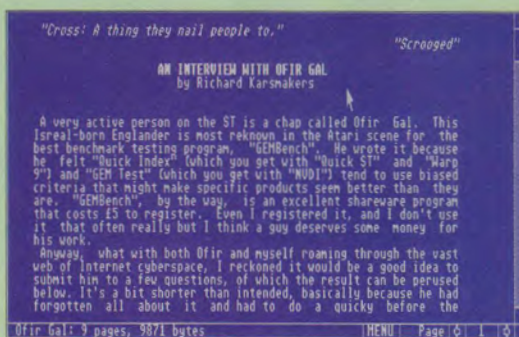 "Cross: A thing they nail people to."
"Scrooged"
AN INTERVIEW WITH OFIR GAL
by Richard Karsmakers
A very active person on the ST is a chap called Ofir Gal. This
Isreal-born Englander is most reknown in the Atari scene for the
best benchmark testing program, "GEMBench". He wrote it because
he felt "Quick Index" (which you get with "Quick ST" and "Warp
9") and "GEM Test" (which you get with "NVDI") tend to use biased
criteria that might make specific products seem better than they
are. "GEMBench", by the way, is an excellent shareware program
that costs £5 to register. Even I registered it, and I don't use
it that often really but I think a guy deserves some money for
his work.
Anyway, what with both Ofir and myself roaming through the vast
web of Internet cyberspace, I reckoned it would be a good idea to
submit him to a few questions, of which the result can be perused
below. It's a bit shorter than intended, basically because he had
forgotten all about it and had to do a quicky before the
Ofir Gal: 9 pages, 9871 bytes MENU Page 1